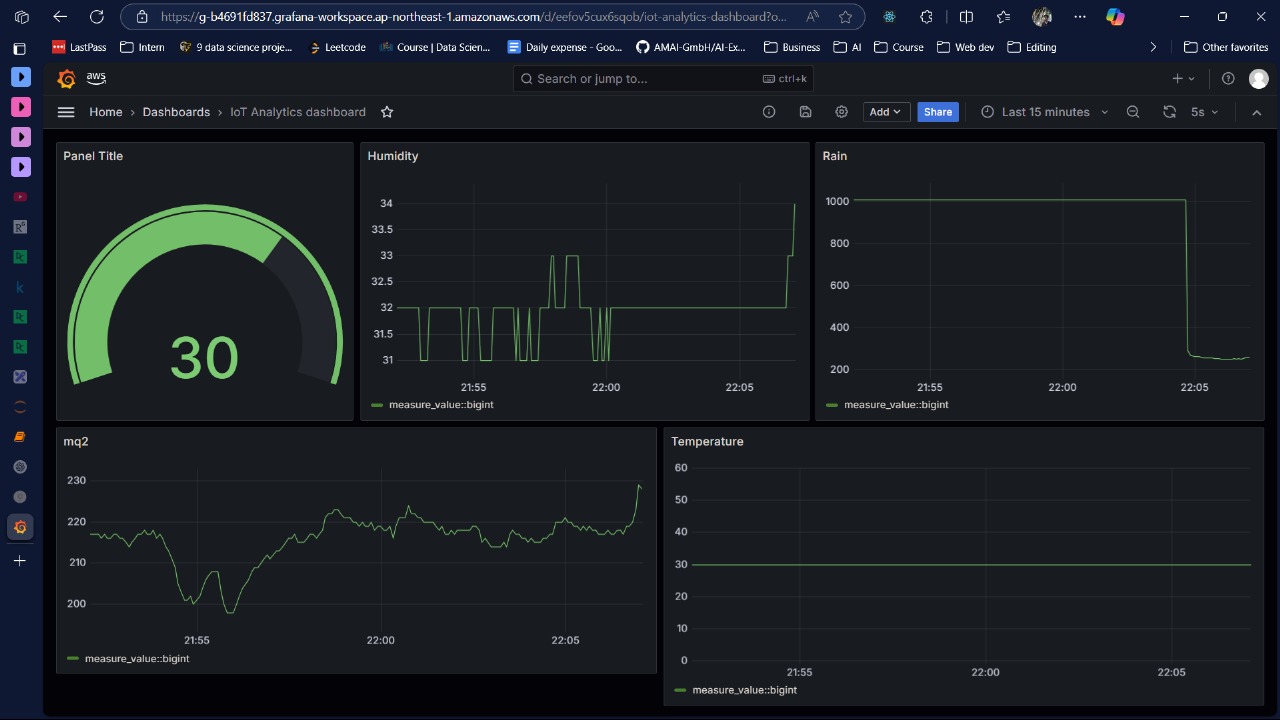 https://g-b4691fd837.grafana-workspace.ap-northeast-1.amazonaws.com/d/eefov5cux6sqob/iot-analytics-dashboard?o...
LastPass Intern 9 data science proje... Leetcode Course | Data Scien... Daily expense - Goo... AMAI-GmbH/AI-Ex... Business AI Course Web dev Editing Other favorites
aws Search or jump to... ctrl+k
Home > Dashboards > IoT Analytics dashboard Add Share Last 15 minutes 5s
Panel Title
30
Humidity
34
33.5
33
32.5
32
31.5
31
21:55 22:00 22:05
measure_value::bigint
Rain
1000
800
600
400
200
21:55 22:00 22:05
measure_value::bigint
mq2
230
220
210
200
21:55 22:00 22:05
measure_value::bigint
Temperature
60
50
40
30
20
10
0
21:55 22:00 22:05
measure_value::bigint